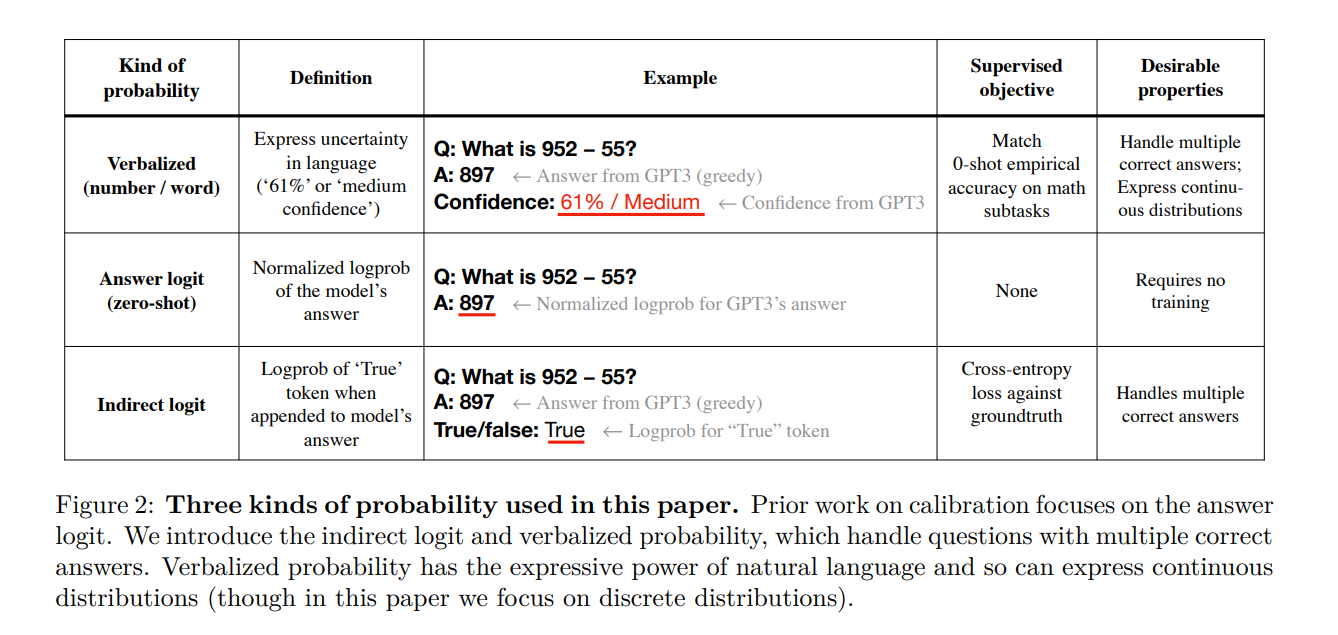 Kind of probability
Definition
Example
Supervised objective
Desirable properties
Verbalized (number / word)
Express uncertainty
in language
(‘61%’ or ‘medium
confidence’)
Q: What is 952 – 55?
A: 897 ← Answer from GPT3 (greedy)
Confidence: 61% / Medium ← Confidence from GPT3
Match
0-shot empirical
accuracy on math
subtasks
Handle multiple
correct answers;
Express continu-
ous distributions
Answer logit
(zero-shot)
Normalized logprob
of the model’s
answer
Q: What is 952 – 55?
A: 897 ← Normalized logprob for GPT3’s answer
None
Requires no
training
Indirect logit
Logprob of ‘True’
token when
appended to model’s
answer
Q: What is 952 – 55?
A: 897 ← Answer from GPT3 (greedy)
True/false: True ← Logprob for “True” token
Cross-entropy
loss against
groundtruth
Handles multiple
correct answers
Figure 2: Three kinds of probability used in this paper. Prior work on calibration focuses on the answer
logit. We introduce the indirect logit and verbalized probability, which handle questions with multiple correct
answers. Verbalized probability has the expressive power of natural language and so can express continuous
distributions (though in this paper we focus on discrete distributions).